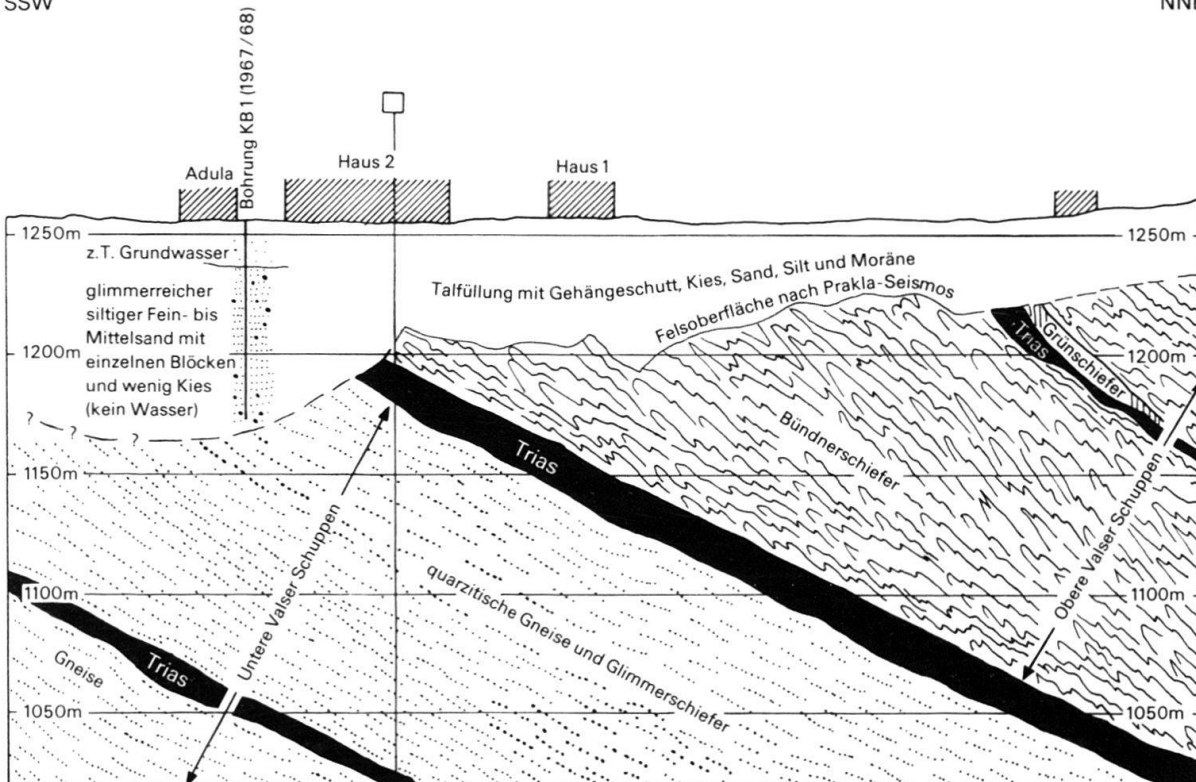 SSW
Bohrung KB1 (1967/68)
Adula
Haus 2
Haus 1
1250m
1250m
z.T. Grundwasser
glimmerreicher
siltiger Fein- bis
Mittelsand mit
einzelnen Blöcken
und wenig Kies
(kein Wasser)
Talfüllung mit Gehängeschutt, Kies, Sand, Silt und Moräne
Felsoberfläche nach Prakla-Seismos
Trias
Grünschiefer
1200m
1200m
?
?
?
Bündnerschiefer
Trias
1150m
Obere Valser Schuppen
Untere Valser Schuppen
quarzitische Gneise und Glimmerschiefer
1100m
1100m
Gneise
Trias
1050m
1050m